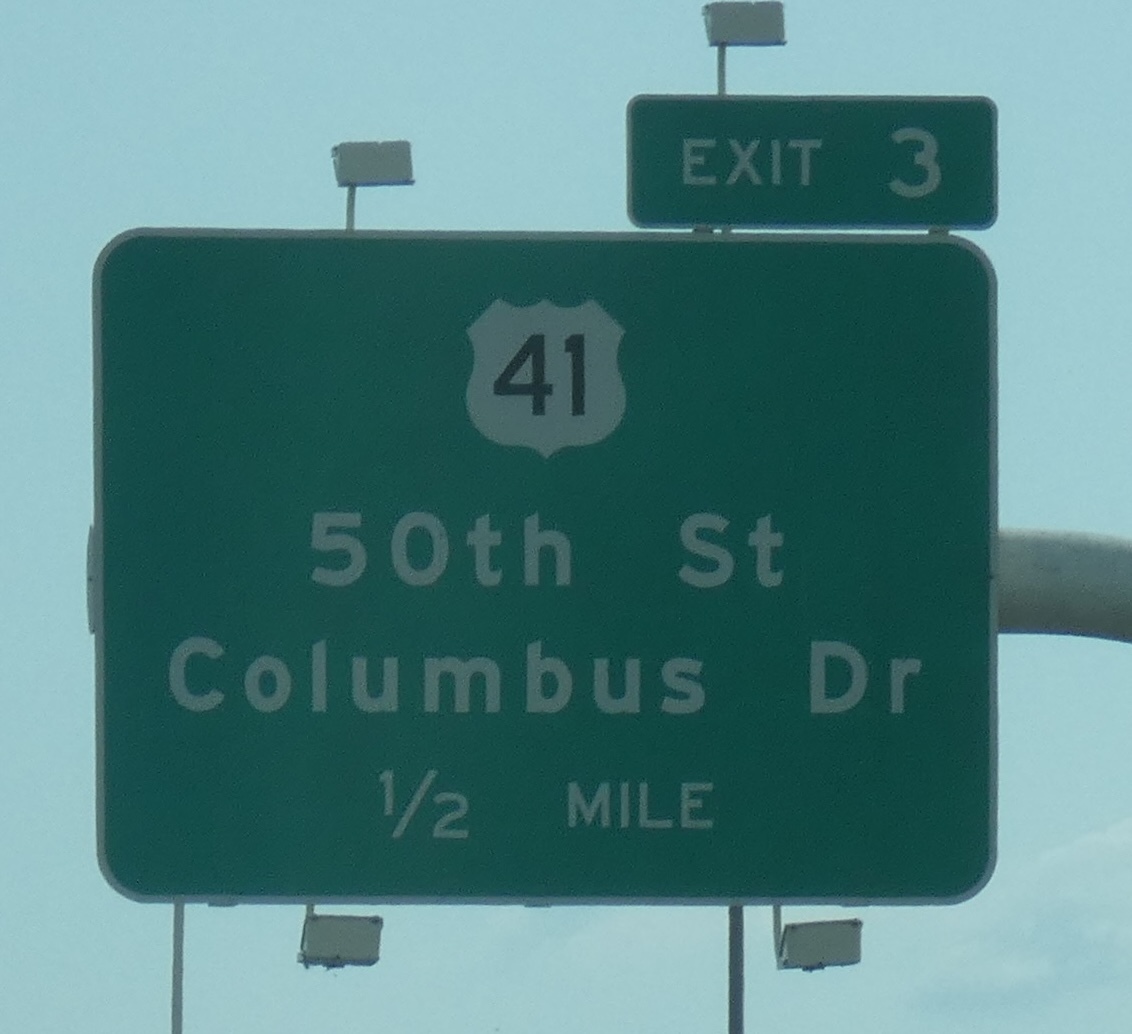 EXIT 3
41
50th St
Columbus Dr
1/2 MILE